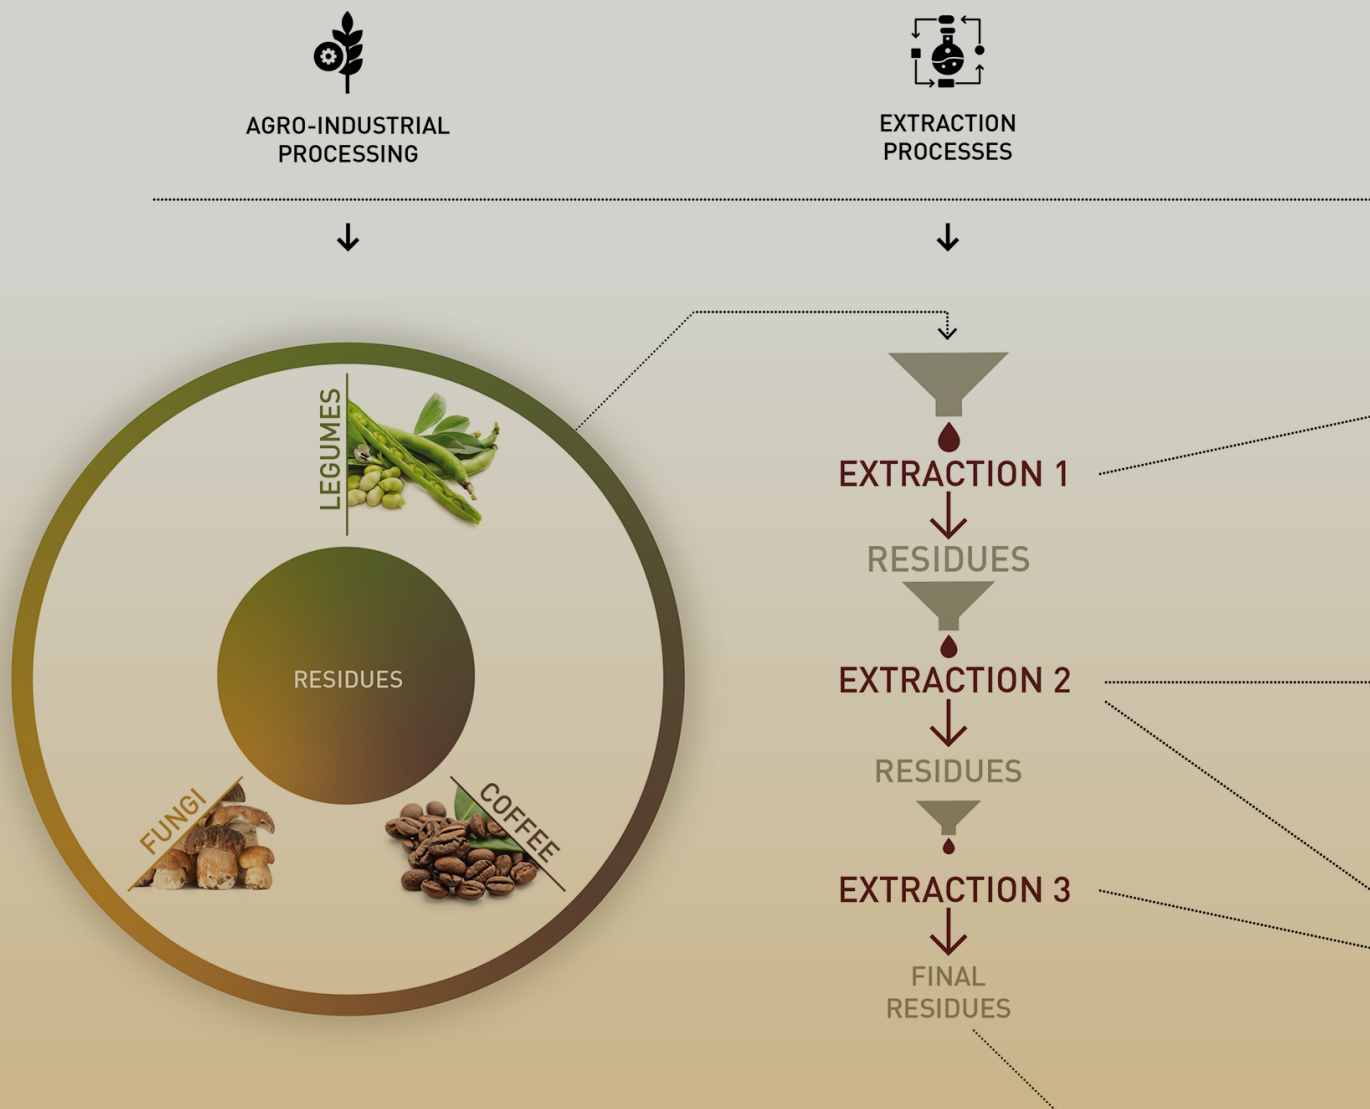 AGRO-INDUSTRIAL
PROCESSING
EXTRACTION
PROCESSES
LEGUMES
RESIDUES
FUNGI
COFFEE
EXTRACTION 1
RESIDUES
EXTRACTION 2
RESIDUES
EXTRACTION 3
FINAL
RESIDUES